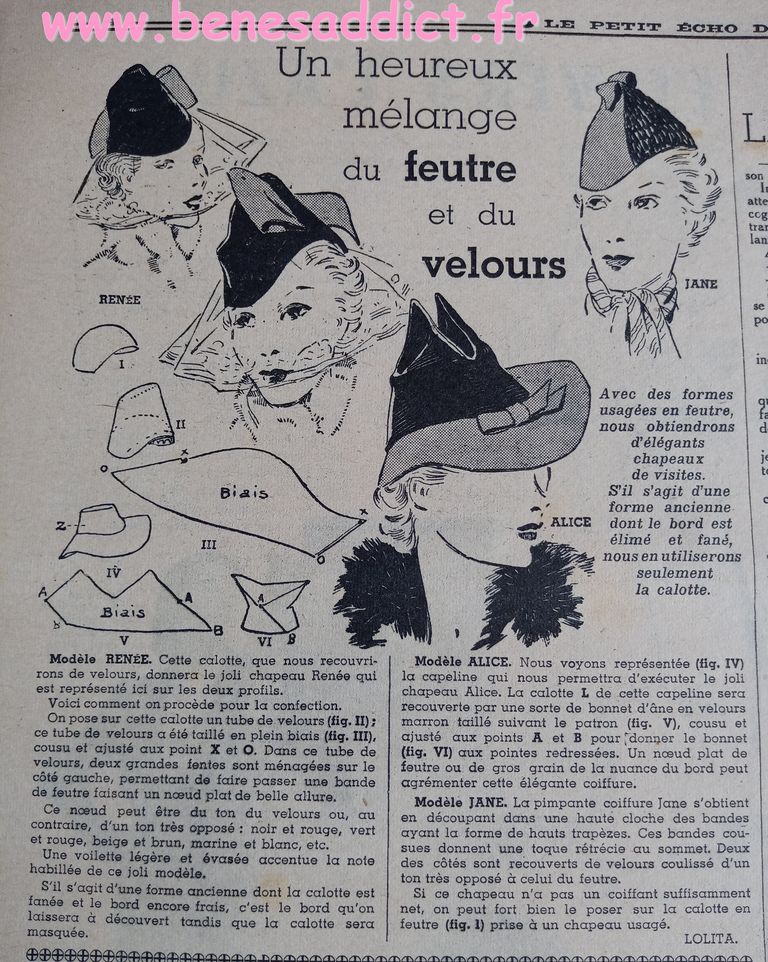 www.benesaddict.fr
LE PETIT ÉCHO D
Un heureux
mélange
du feutre
et du
velours
RENÉE
JANE
ALICE
I
II
Biais
III
X
O
X
O
Z
IV
A
Biais
A
B
B
V
A
VI B
Avec des formes
usagées en feutre,
nous obtiendrons
d'élégants
chapeaux
de visites.
S'il s'agit d'une
forme ancienne
dont le bord est
élimé et fané,
nous en utiliserons
seulement
la calotte.
Modèle RENÉE. Cette calotte, que nous recouvri-
rons de velours, donnera le joli chapeau Renée qui
est représenté ici sur les deux profils.
Voici comment on procède pour la confection.
On pose sur cette calotte un tube de velours (fig. II) ;
ce tube de velours a été taillé en plein biais (fig. III),
cousu et ajusté aux point X et O. Dans ce tube de
velours, deux grandes fentes sont ménagées sur le
côté gauche, permettant de faire passer une bande
de feutre faisant un nœud plat de belle allure.
Ce nœud peut être du ton du velours ou, au
contraire, d'un ton très opposé : noir et rouge, vert
et rouge, beige et brun, marine et blanc, etc.
Une voilette légère et évasée accentue la note
habillée de ce joli modèle.
S'il s'agit d'une forme ancienne dont la calotte est
fanée et le bord encore frais, c'est le bord qu'on
laissera à découvert tandis que la calotte sera
masquée.
Modèle ALICE. Nous voyons représentée (fig. IV)
la capeline qui nous permettra d'exécuter le joli
chapeau Alice. La calotte L de cette capeline sera
recouverte par une sorte de bonnet d'âne en velours
marron taillé suivant le patron (fig. V), cousu et
ajusté aux points A et B pour donner le bonnet
(fig. VI) aux pointes redressées. Un nœud plat de
feutre ou de gros grain de la nuance du bord peut
agrémenter cette élégante coiffure.
Modèle JANE. La pimpante coiffure Jane s'obtient
en découpant dans une haute cloche des bandes
ayant la forme de hauts trapèzes. Ces bandes cou-
sues donnent une toque rétrécie au sommet. Deux
des côtés sont recouverts de velours coulissé d'un
ton très opposé à celui du feutre.
Si ce chapeau n'a pas un coiffant suffisamment
net, on peut fort bien le poser sur la calotte en
feutre (fig. I) prise à un chapeau usagé.
LOLITA.